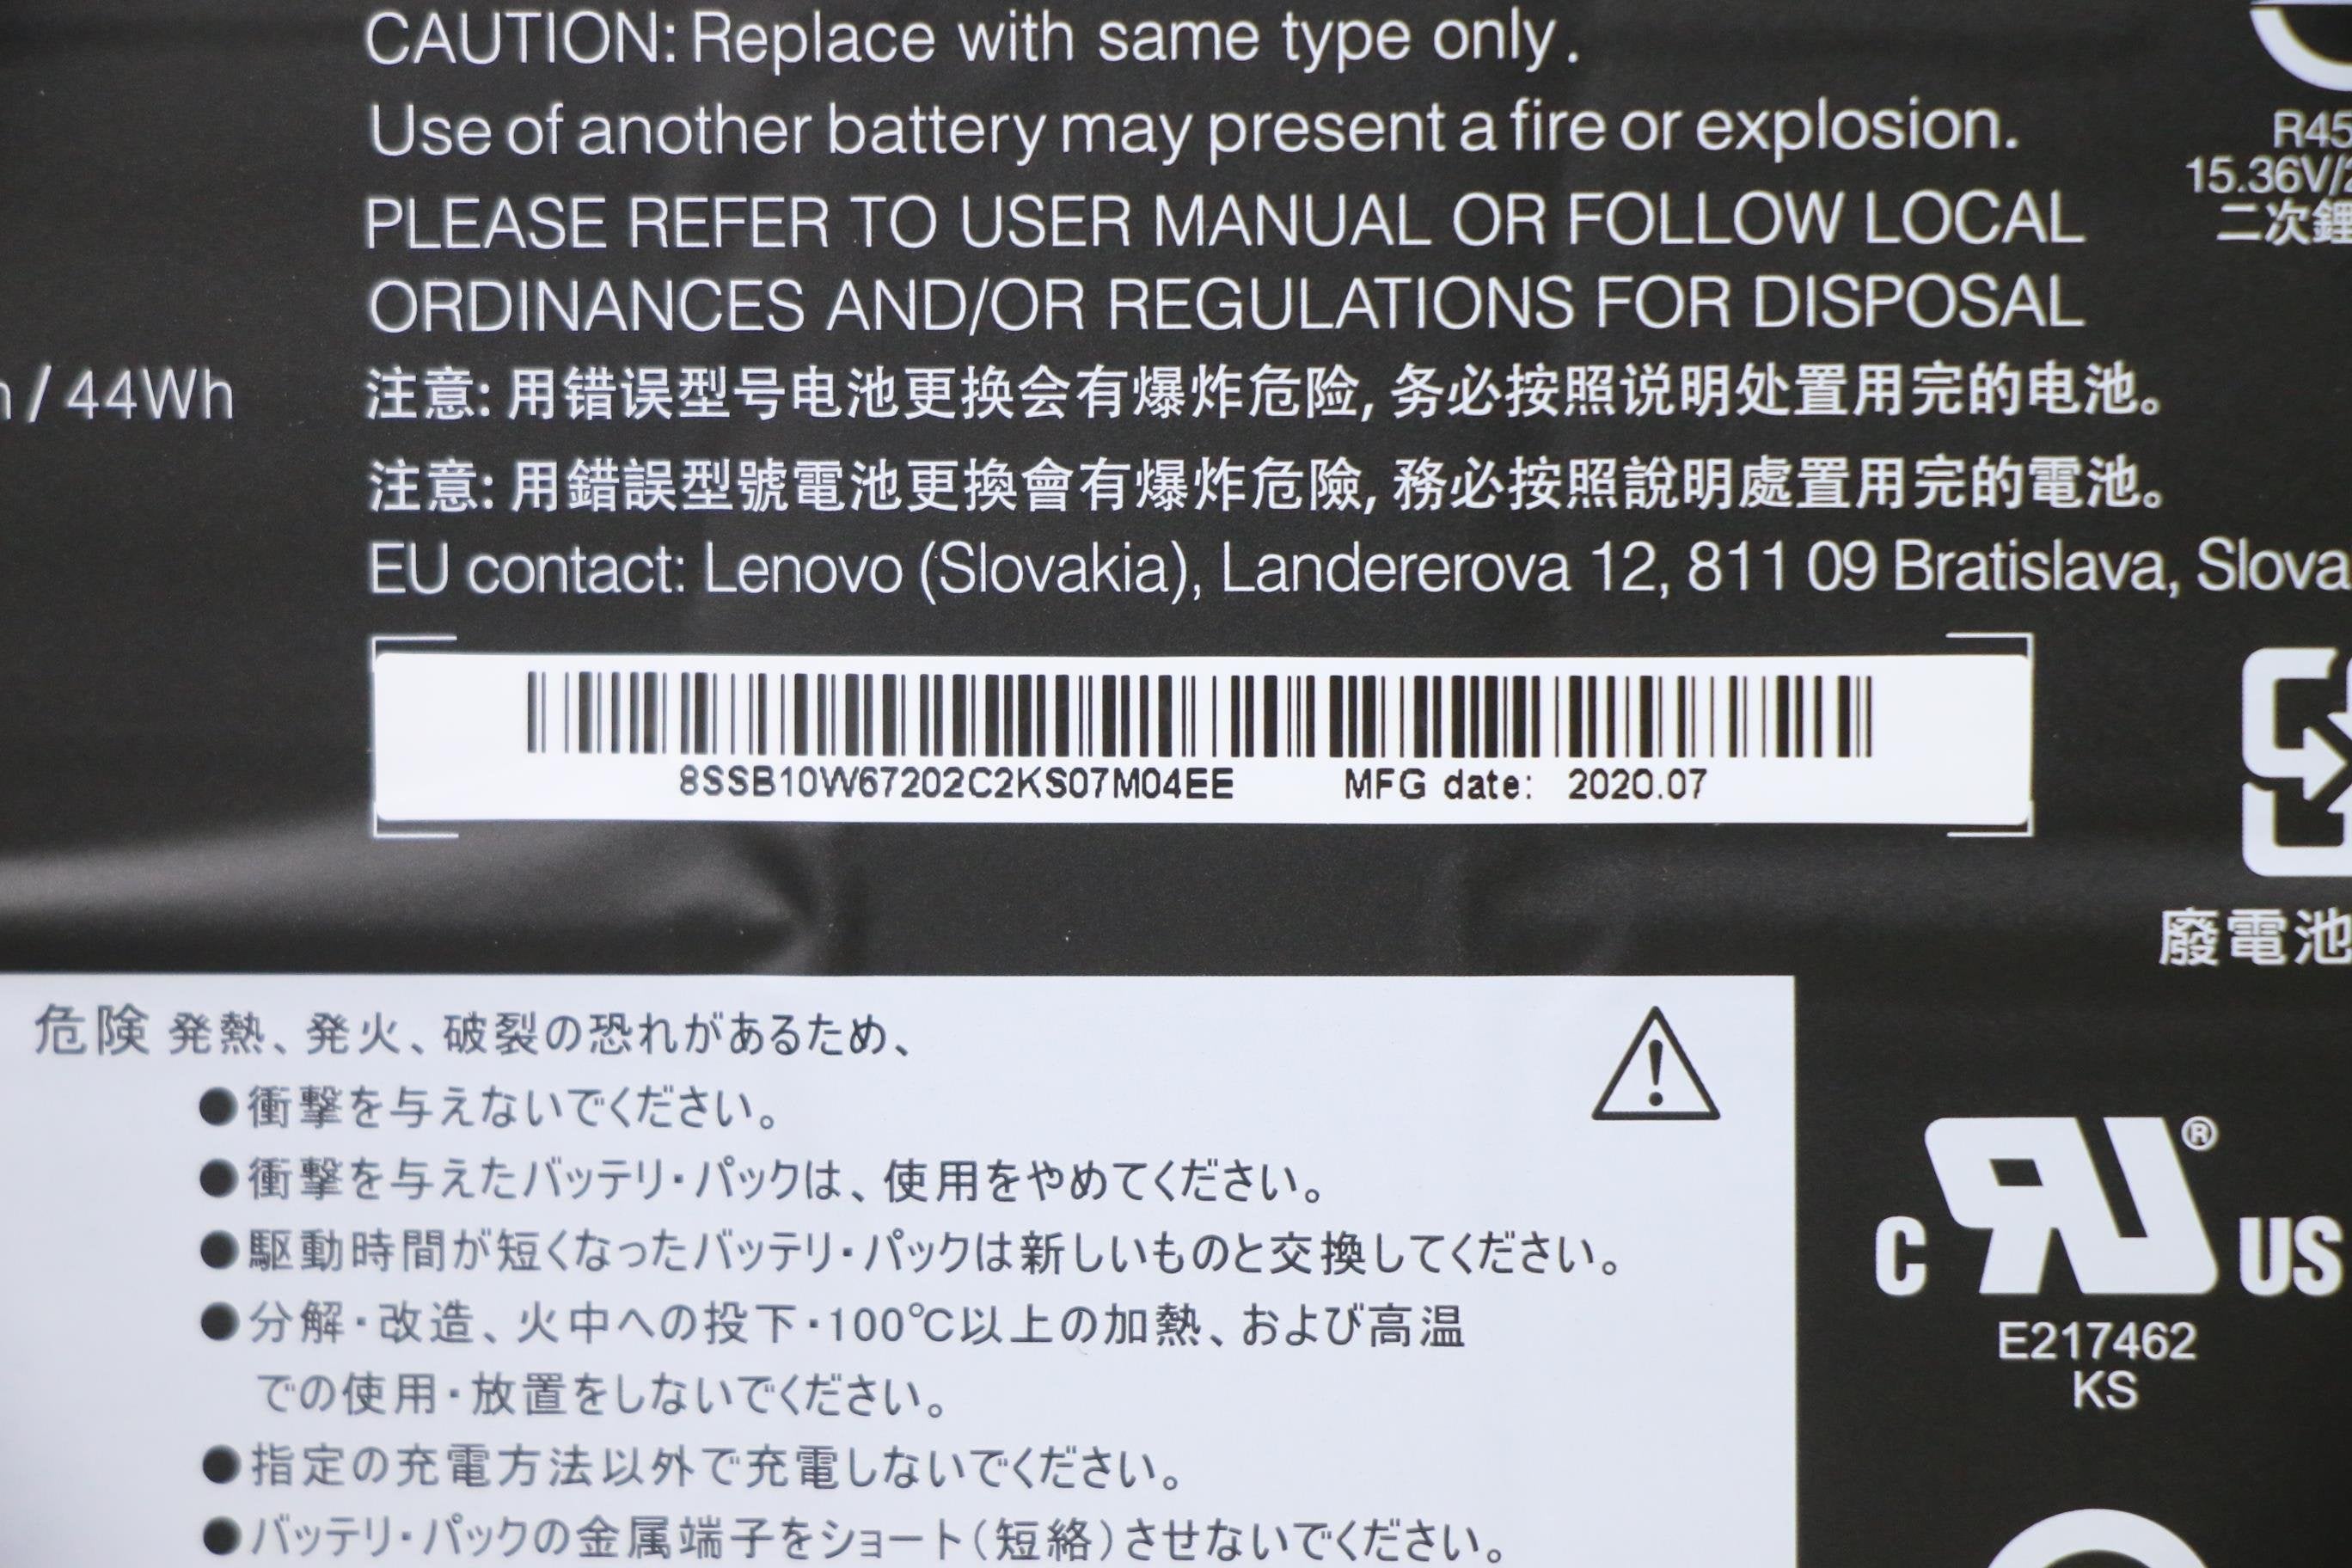 CAUTION: Replace with same type only.
Use of another battery may present a fire or explosion.
PLEASE REFER TO USER MANUAL OR FOLLOW LOCAL
ORDINANCES AND/OR REGULATIONS FOR DISPOSAL
/ 44Wh
注意: 用错误型号电池更换会有爆炸危险, 务必按照说明处置用完的电池。
注意: 用錯誤型號電池更換會有爆炸危險, 務必按照說明處置用完的電池。
EU contact: Lenovo (Slovakia), Landererova 12, 811 09 Bratislava, Slova
R45
15.36V/2
二次鋰
8SSB10W67202C2KS07M04EE MFG date: 2020.07
廢電池
危険 発熱、発火、破裂の恐れがあるため、
●衝撃を与えないでください。
●衝撃を与えたバッテリ・パックは、使用をやめてください。
●駆動時間が短くなったバッテリ・パックは新しいものと交換してください。
●分解・改造、火中への投下・100℃以上の加熱、および高温
での使用・放置をしないでください。
●指定の充電方法以外で充電しないでください。
●バッテリ・パックの金属端子をショート(短絡)させないでください。
C RU® US
E217462
KS